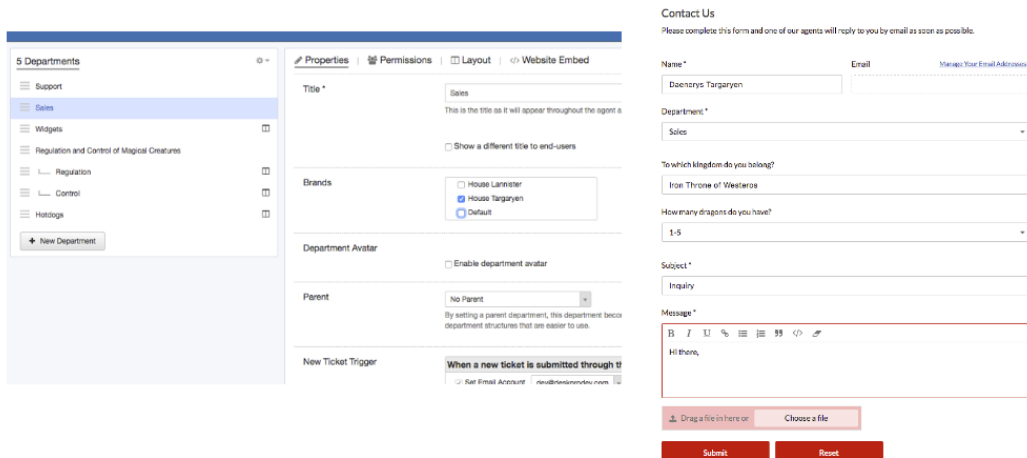 5 Departments
Support
Sales
Widgets
Regulation and Control of Magical Creatures
Regulation
Control
Hotdogs
+ New Department
Properties | Permissions | Layout | </> Website Embed
Title *
Sales
This is the title as it will appear throughout the agent a
Show a different title to end-users
Brands
House Lannister
House Targaryen
Default
Department Avatar
Enable department avatar
Parent
No Parent
By setting a parent department, this department beco
department structures that are easier to use.
New Ticket Trigger
When a new ticket is submitted through th
Set Email Account
Contact Us
Please complete this form and one of our agents will reply to you by email as soon as possible.
Name *
Email
Manage Your Email Addresses
Daenerys Targaryen
Department *
Sales
To which kingdom do you belong?
Iron Throne of Westeros
How many dragons do you have?
1-5
Subject *
Inquiry
Message *
B I U
Hi there,
Drag a file in here or
Choose a file
Submit
Reset